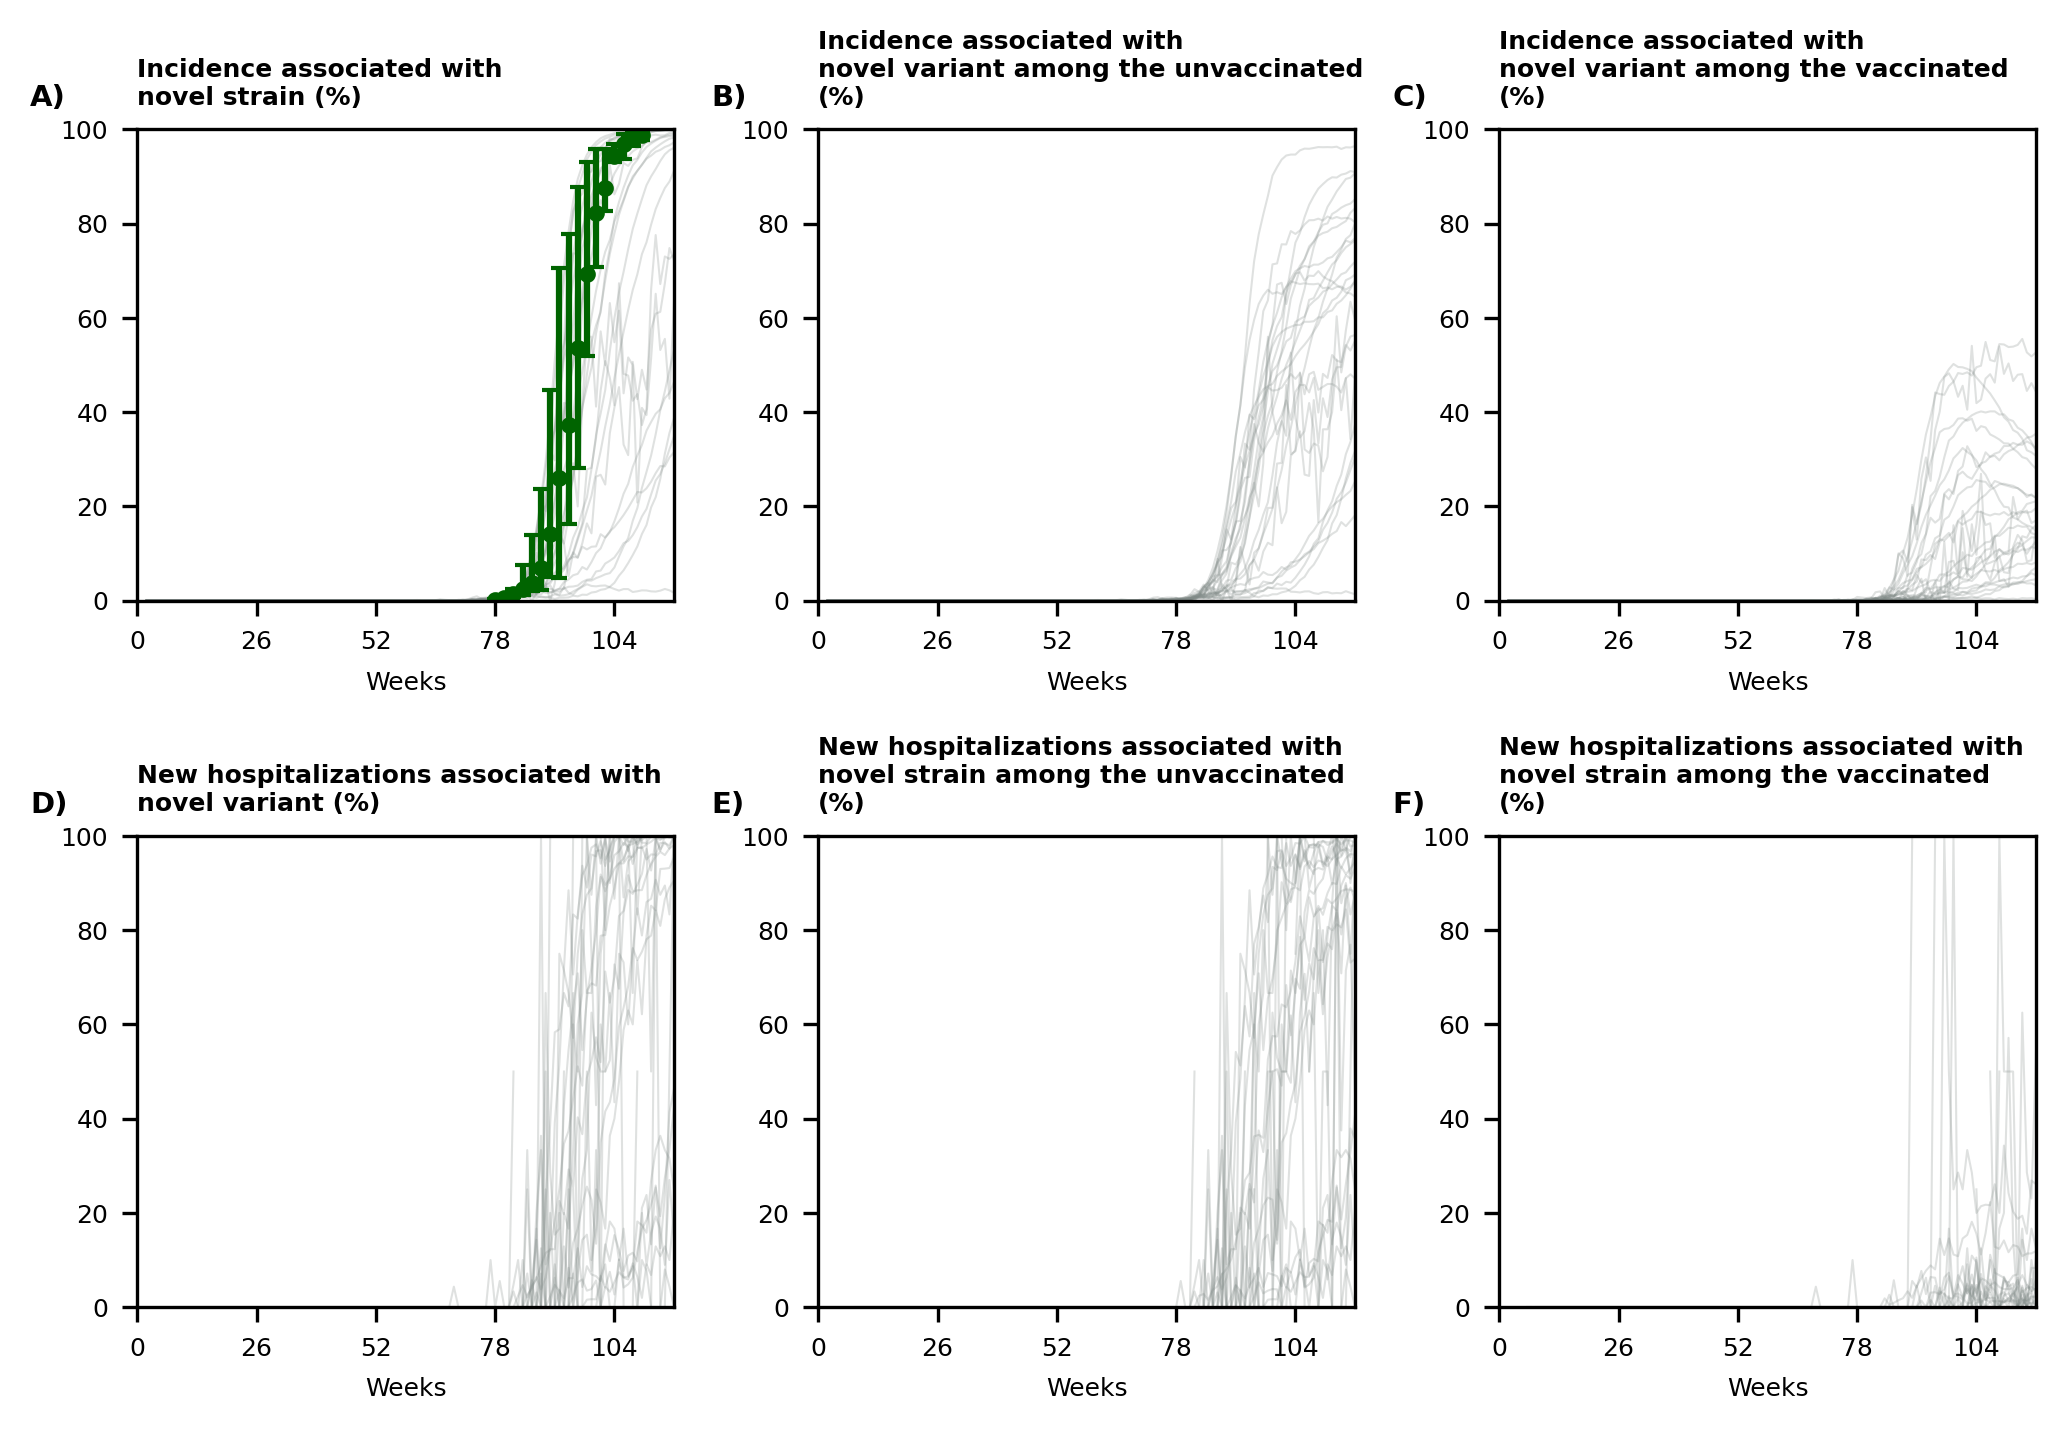 A)
Incidence associated with
novel strain (%)
100
80
60
40
20
0
0 26 52 78 104
Weeks
B)
Incidence associated with
novel variant among the unvaccinated
(%)
100
80
60
40
20
0
0 26 52 78 104
Weeks
C)
Incidence associated with
novel variant among the vaccinated
(%)
100
80
60
40
20
0
0 26 52 78 104
Weeks
D)
New hospitalizations associated with
novel variant (%)
100
80
60
40
20
0
0 26 52 78 104
Weeks
E)
New hospitalizations associated with
novel strain among the unvaccinated
(%)
100
80
60
40
20
0
0 26 52 78 104
Weeks
F)
New hospitalizations associated with
novel strain among the vaccinated
(%)
100
80
60
40
20
0
0 26 52 78 104
Weeks